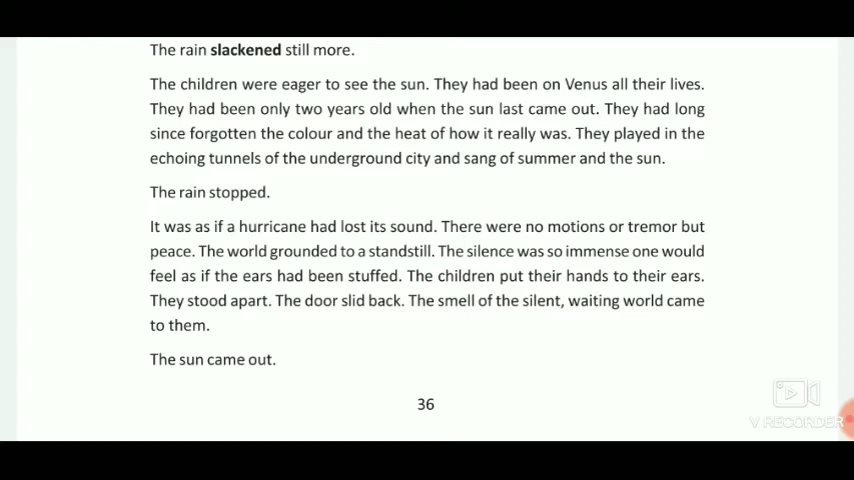 The rain slackened still more.
The children were eager to see the sun. They had been on Venus all their lives.
They had been only two years old when the sun last came out. They had long
since forgotten the colour and the heat of how it really was. They played in the
echoing tunnels of the underground city and sang of summer and the sun.
The rain stopped.
It was as if a hurricane had lost its sound. There were no motions or tremor but
peace. The world grounded to a standstill. The silence was so immense one would
feel as if the ears had been stuffed. The children put their hands to their ears.
They stood apart. The door slid back. The smell of the silent, waiting world came
to them.
The sun came out.
36
V RECORDER